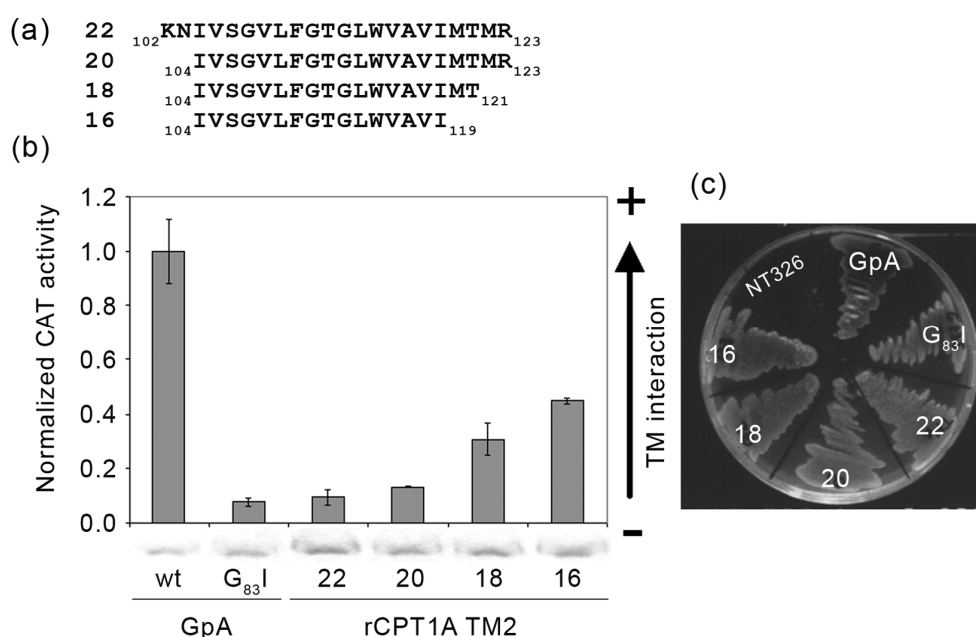 (a)
22 102KNIVSGVLFGTGLWVAVIMTMR123
20 104IVSGVLFGTGLWVAVIMTMR123
18 104IVSGVLFGTGLWVAVIMT121
16 104IVSGVLFGTGLWVAVI119
(b)
Normalized CAT activity
1.2
1.0
0.8
0.6
0.4
0.2
0.0
+
TM interaction
-
wt G83I 22 20 18 16
GpA rCPT1A TM2
(c)
NT326
GpA
G83I
22
20
18
16